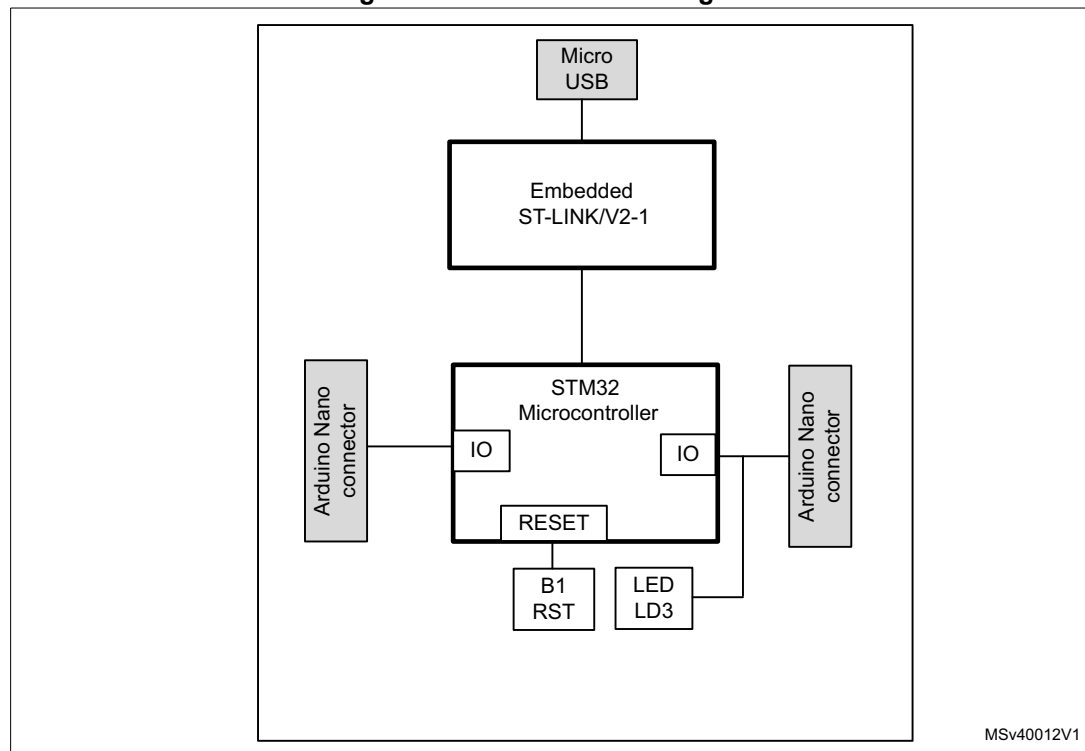 Micro
USB
Embedded
ST-LINK/V2-1
STM32
Microcontroller
Arduino Nano
connector
IO
IO
Arduino Nano
connector
RESET
B1
RST
LED
LD3
MSv40012V1